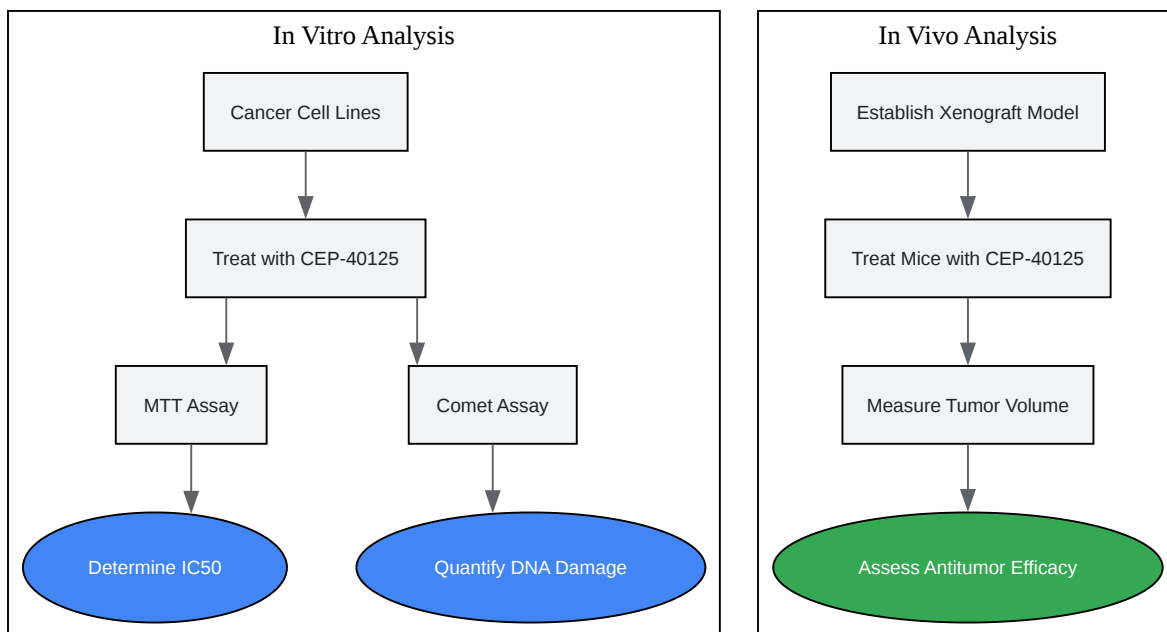 In Vitro Analysis
Cancer Cell Lines
Treat with CEP-40125
MTT Assay
Comet Assay
Determine IC50
Quantify DNA Damage
In Vivo Analysis
Establish Xenograft Model
Treat Mice with CEP-40125
Measure Tumor Volume
Assess Antitumor Efficacy